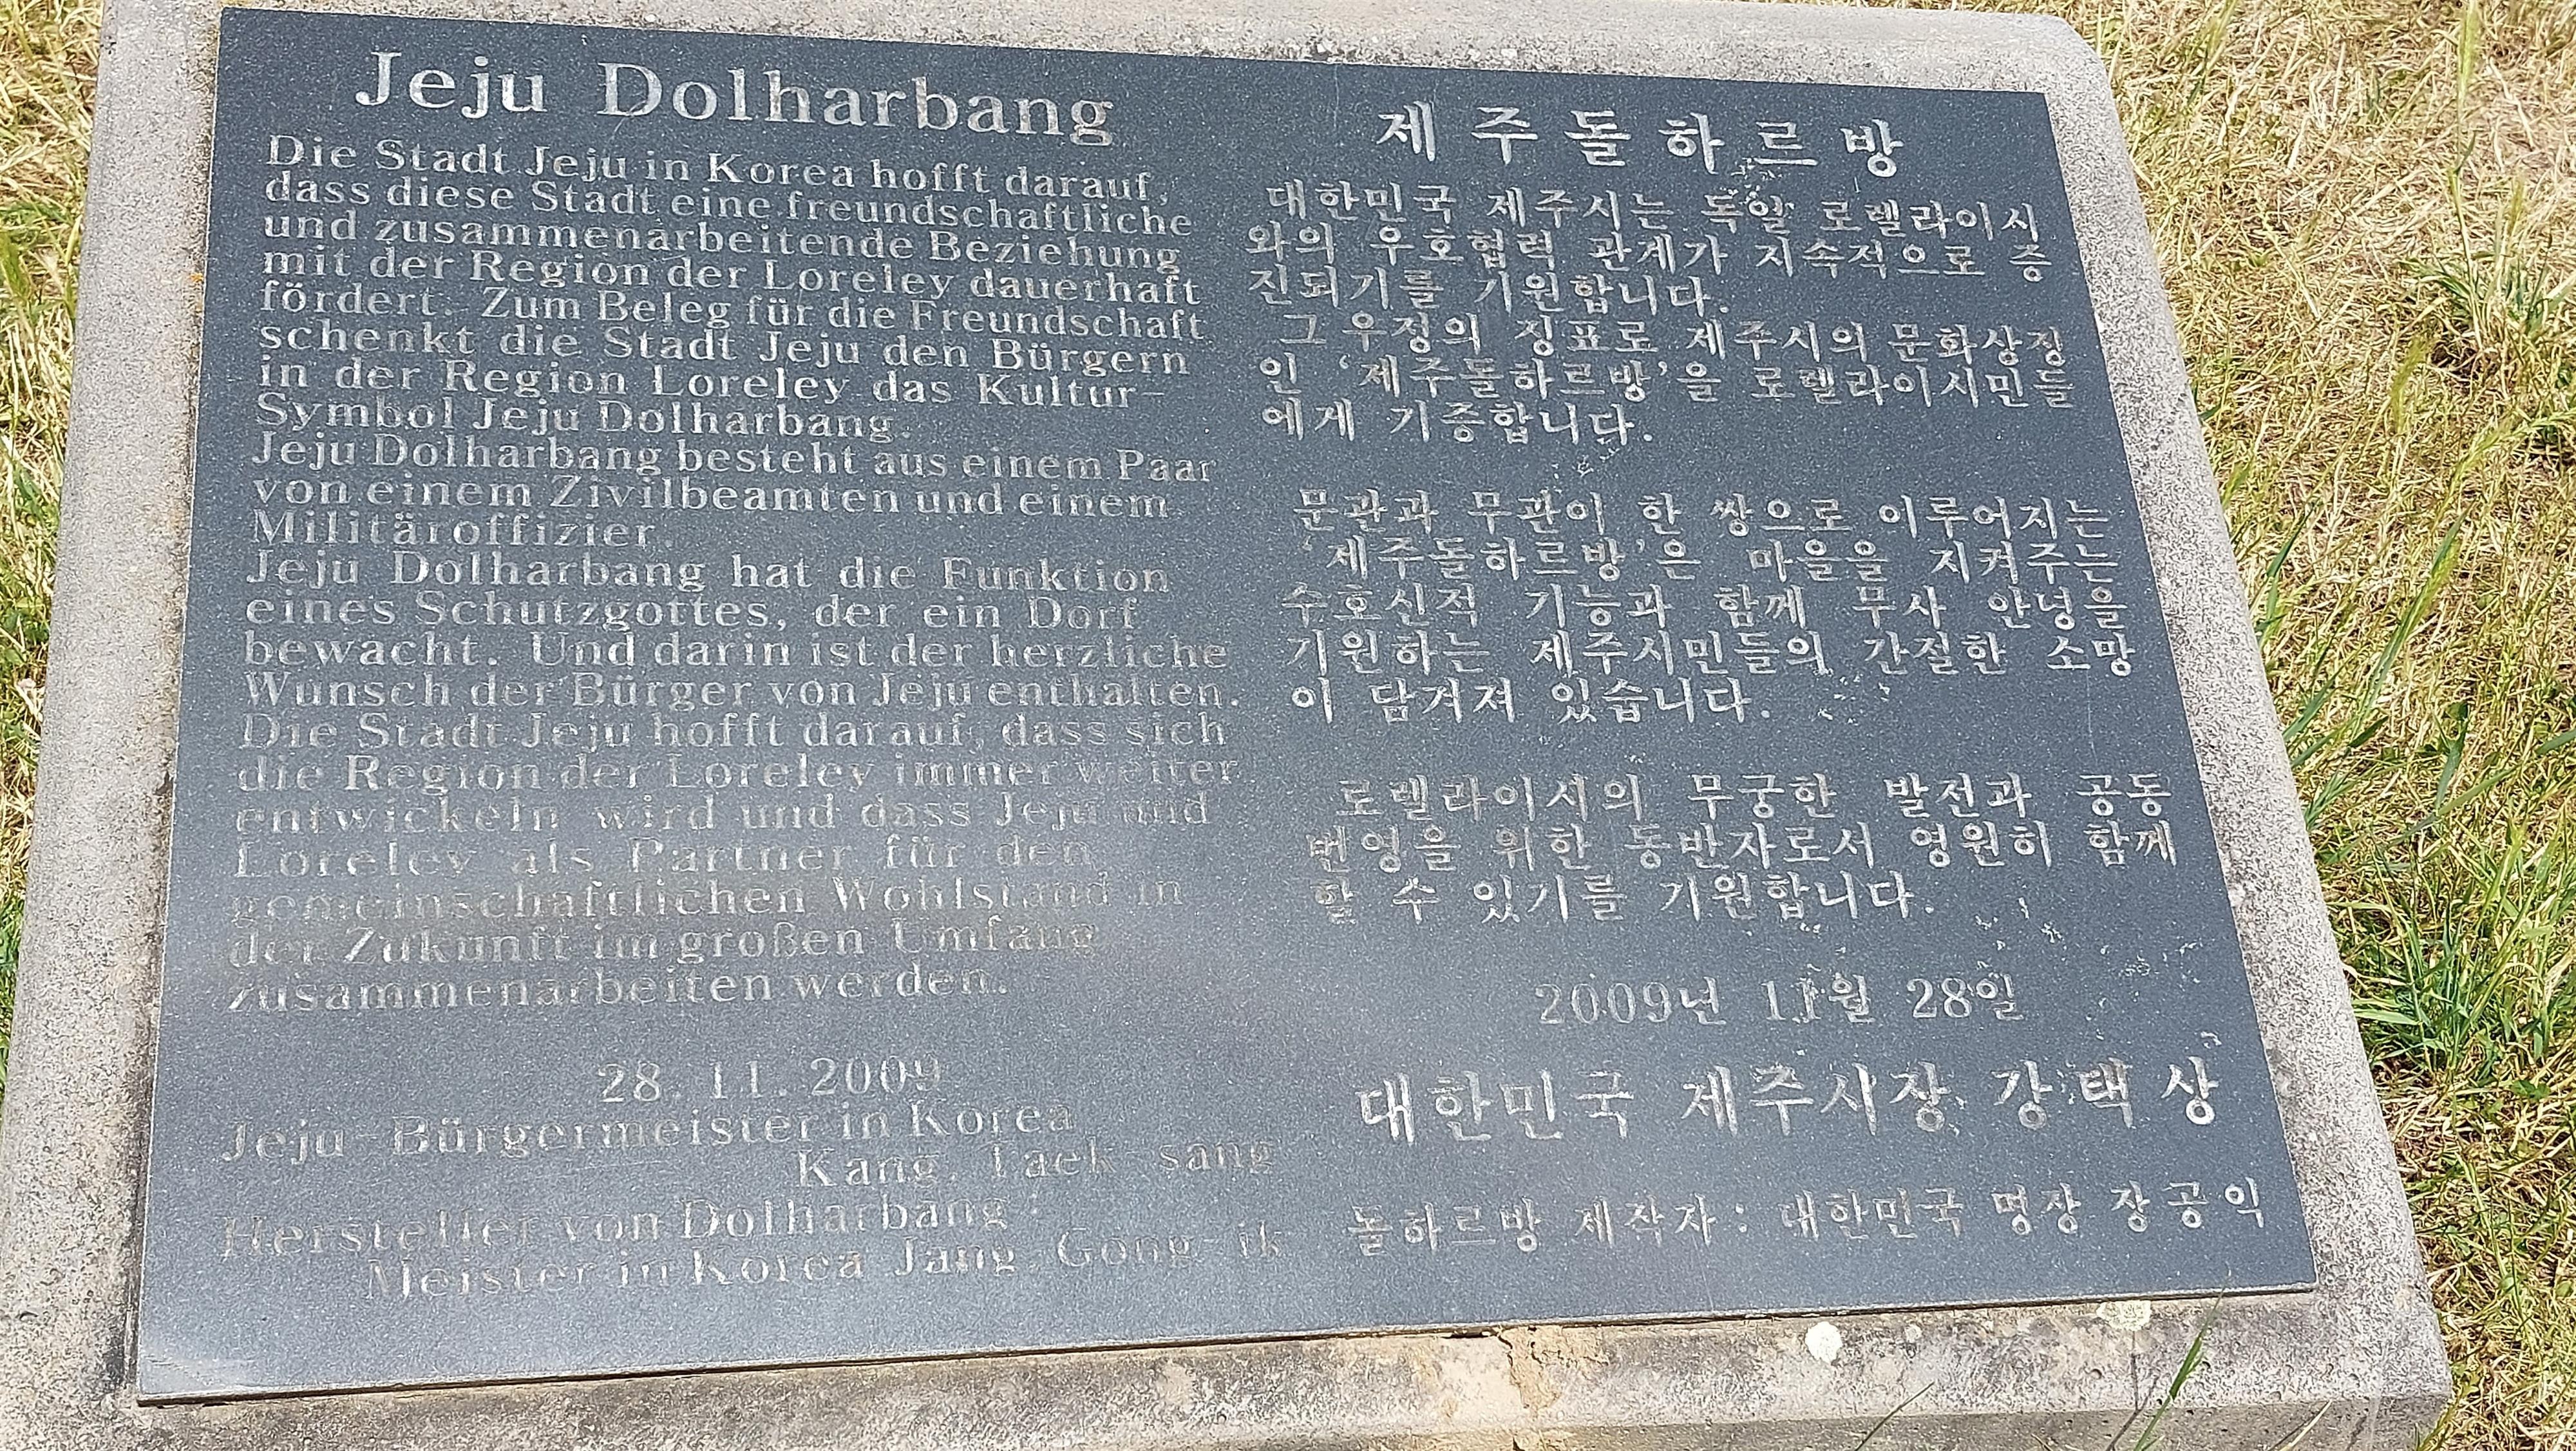 Jeju Dolharbang
Die Stadt Jeju in Korea hofft darauf,
dass diese Stadt eine freundschaftliche
und zusammenarbeitende Beziehung
mit der Region der Loreley dauerhaft
fördert. Zum Beleg für die Freundschaft
schenkt die Stadt Jeju den Bürgern
in der Region Loreley das Kultur-
Symbol Jeju Dolharbang.
Jeju Dolharbang besteht aus einem Paar
von einem Zivilbeamten und einem
Militäroffizier.
Jeju Dolharbang hat die Funktion
eines Schutzgottes, der ein Dorf
bewacht. Und darin ist der herzliche
Wunsch der Bürger von Jeju enthalten.
Die Stadt Jeju hofft darauf, dass sich
die Region der Loreley immer weiter
entwickeln wird und dass Jeju und
Loreley als Partner für den
gemeinschaftlichen Wohlstand in
der Zukunft im großen Umfang
zusammenarbeiten werden.
28. 11. 2009
Jeju-Bürgermeister in Korea
Kang, Taek-sang
Hersteller von Dolharbang :
Meister in Korea Jang, Gong-ik
제주돌하르방
대한민국 제주시는 독일 로렐라이시
와의 우호협력 관계가 지속적으로 증
진되기를 기원합니다.
그 우정의 징표로 제주시의 문화상징
인 '제주돌하르방'을 로렐라이시민들
에게 기증합니다.
문관과 무관이 한 쌍으로 이루어지는
'제주돌하르방'은 마을을 지켜주는
수호신적 기능과 함께 무사 안녕을
기원하는 제주시민들의 간절한 소망
이 담겨져 있습니다.
로렐라이시의 무궁한 발전과 공동
번영을 위한 동반자로서 영원히 함께
할 수 있기를 기원합니다.
2009년 11월 28일
대한민국 제주시장 강택상
돌하르방 제작자 : 대한민국 명장 장공익